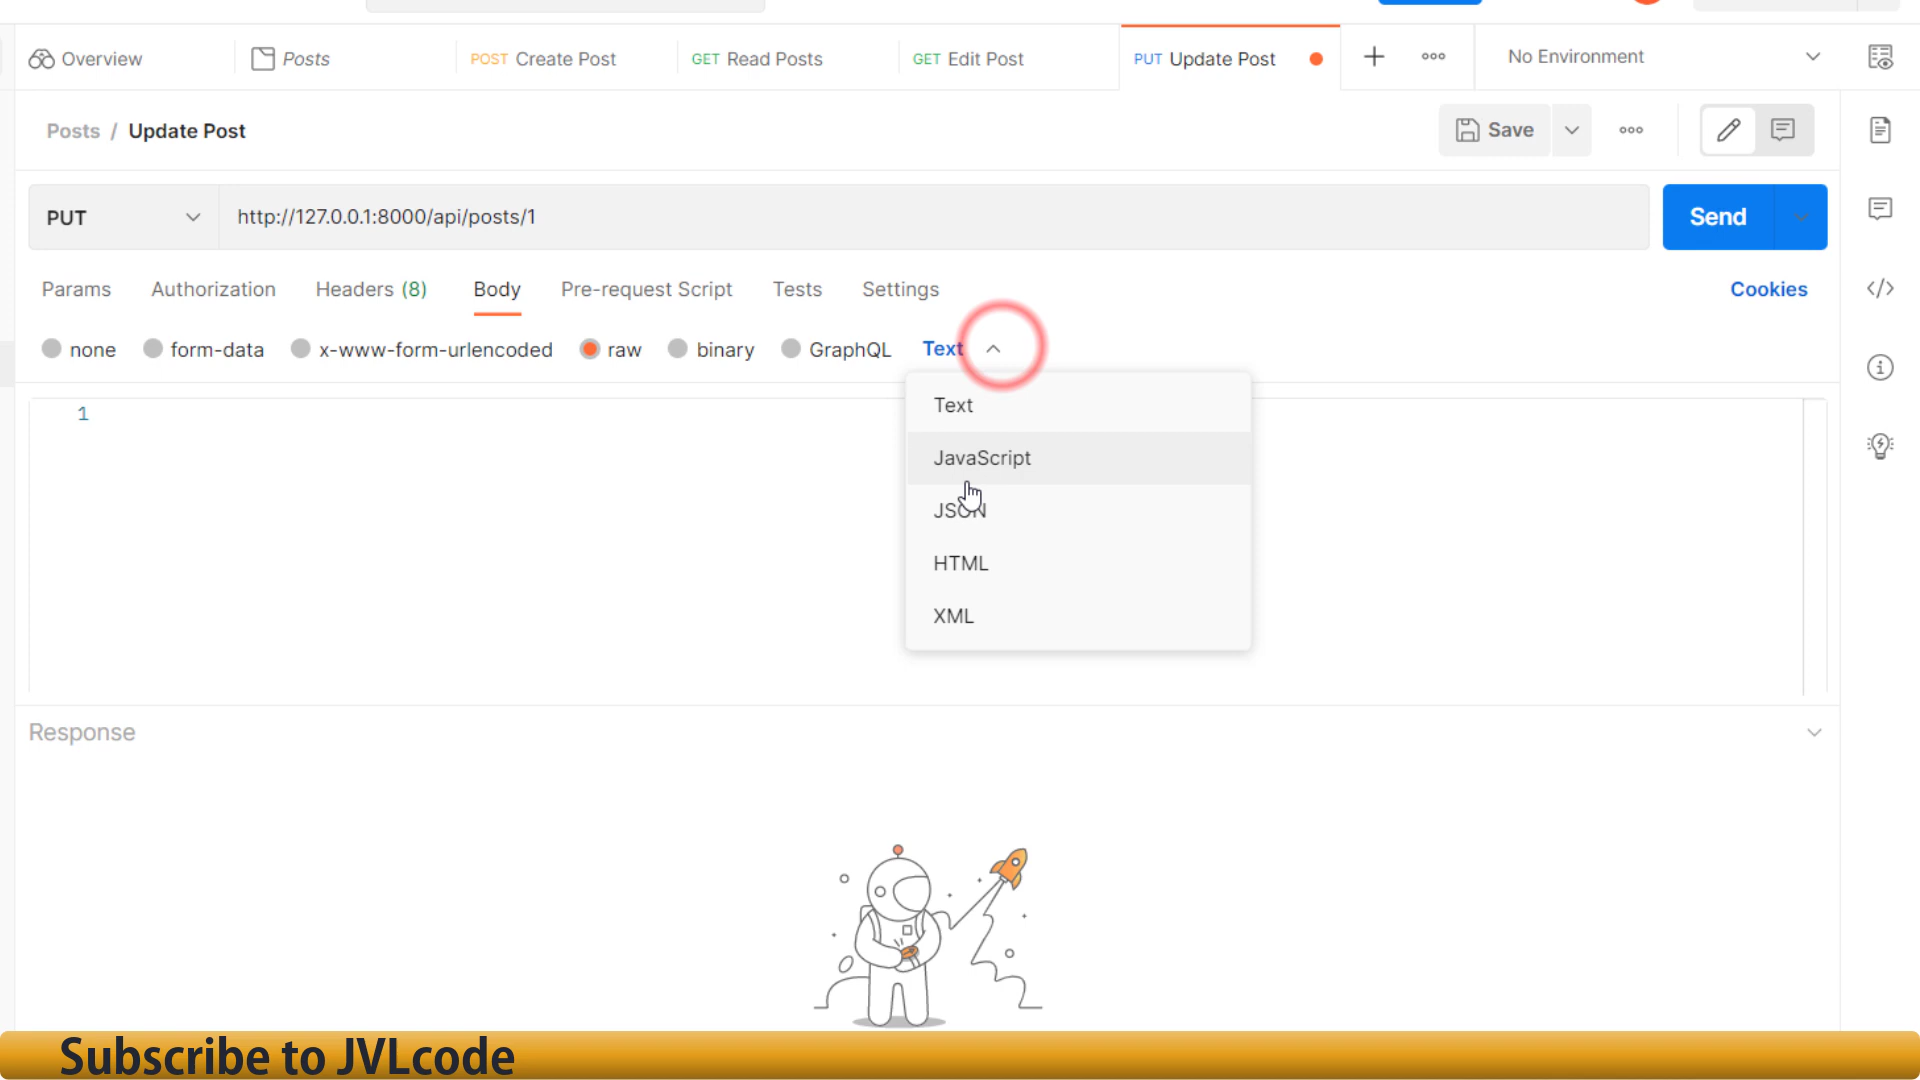 Overview
Posts
POST Create Post
GET Read Posts
GET Edit Post
PUT Update Post
No Environment
Posts / Update Post
Save
PUT
http://127.0.0.1:8000/api/posts/1
Send
Params
Authorization
Headers (8)
Body
Pre-request Script
Tests
Settings
Cookies
none
form-data
x-www-form-urlencoded
raw
binary
GraphQL
Text
Text
JavaScript
JSON
HTML
XML
1
Response
Subscribe to JVLcode